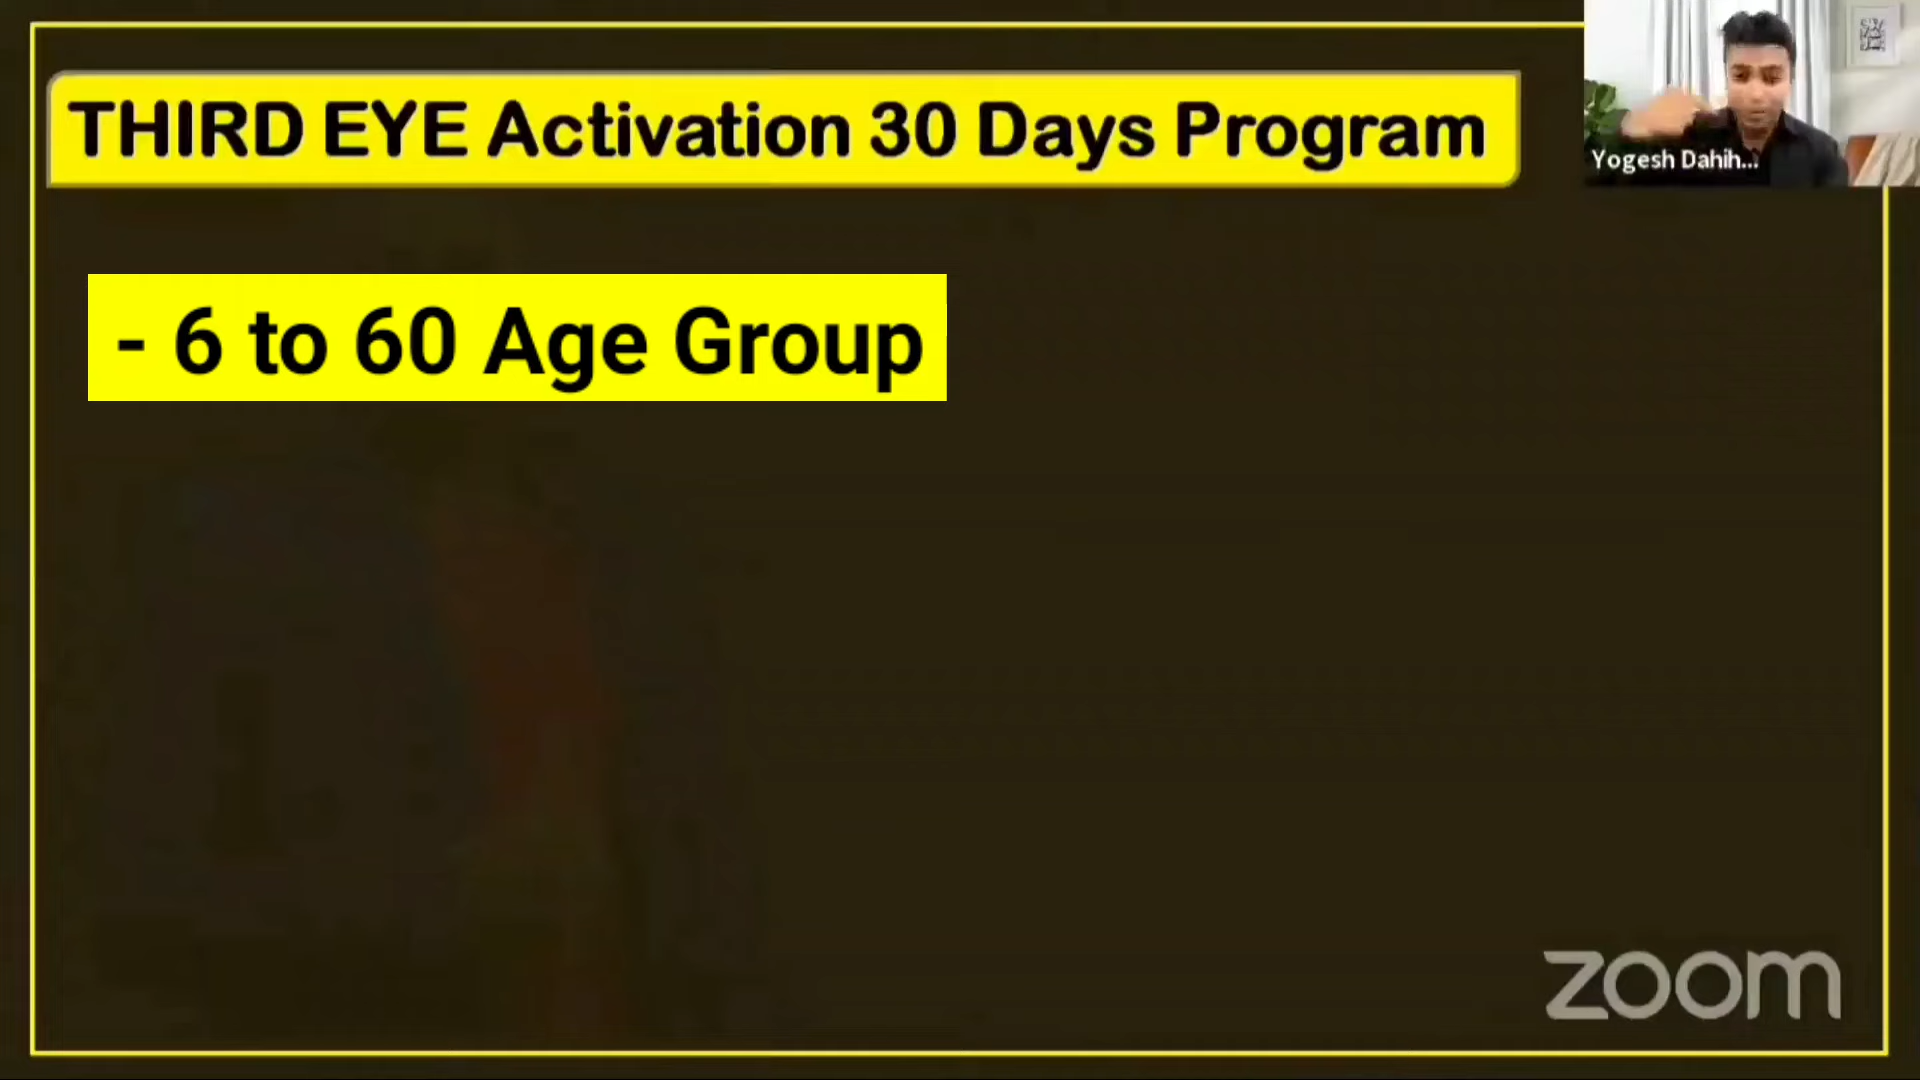 THIRD EYE Activation 30 Days Program
Yogesh Dahih...
- 6 to 60 Age Group
zoom